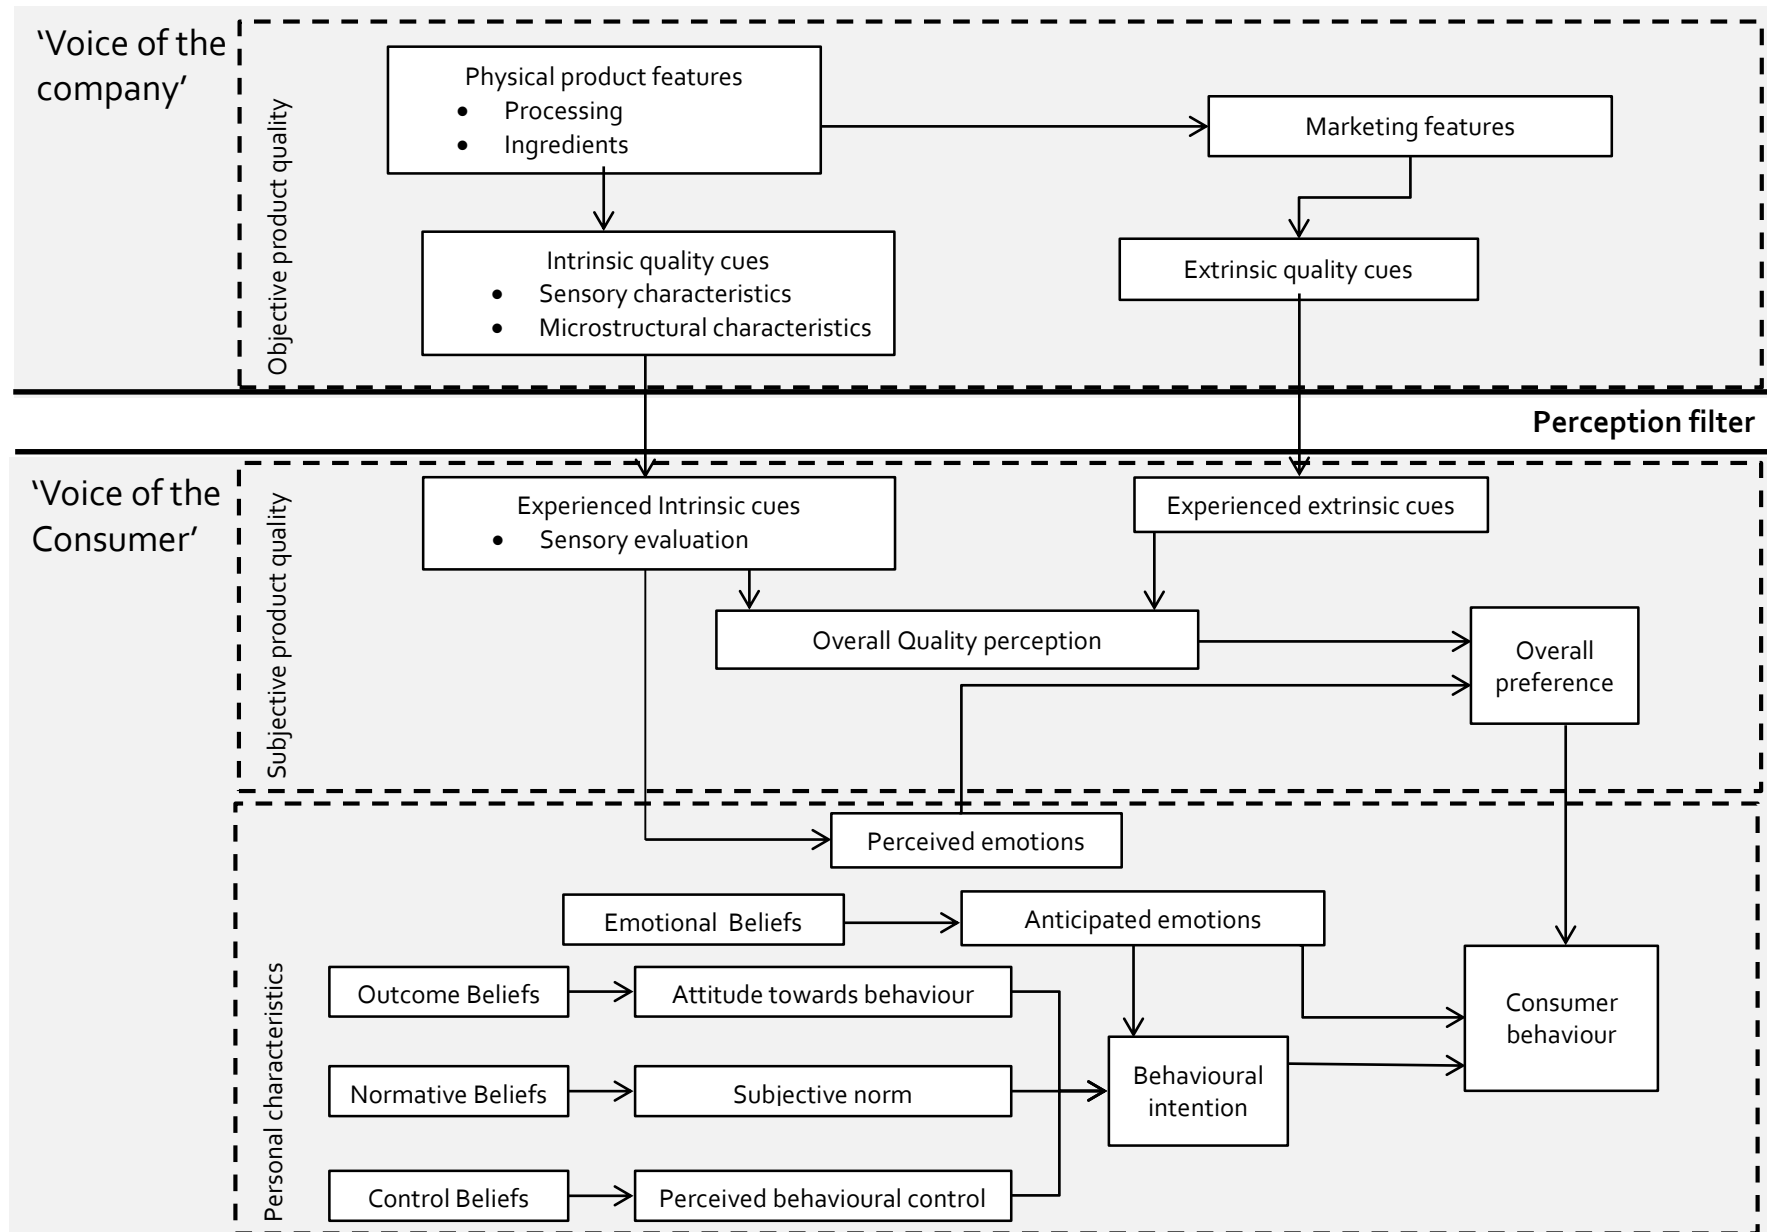 ‘Voice of the
company’
Objective product quality
Physical product features
• Processing
• Ingredients
Marketing features
Intrinsic quality cues
• Sensory characteristics
• Microstructural characteristics
Extrinsic quality cues
Perception filter
‘Voice of the
Consumer’
Subjective product quality
Experienced Intrinsic cues
• Sensory evaluation
Experienced extrinsic cues
Overall Quality perception
Overall
preference
Personal characteristics
Perceived emotions
Emotional Beliefs
Anticipated emotions
Outcome Beliefs
Attitude towards behaviour
Consumer
behaviour
Normative Beliefs
Subjective norm
Behavioural
intention
Control Beliefs
Perceived behavioural control